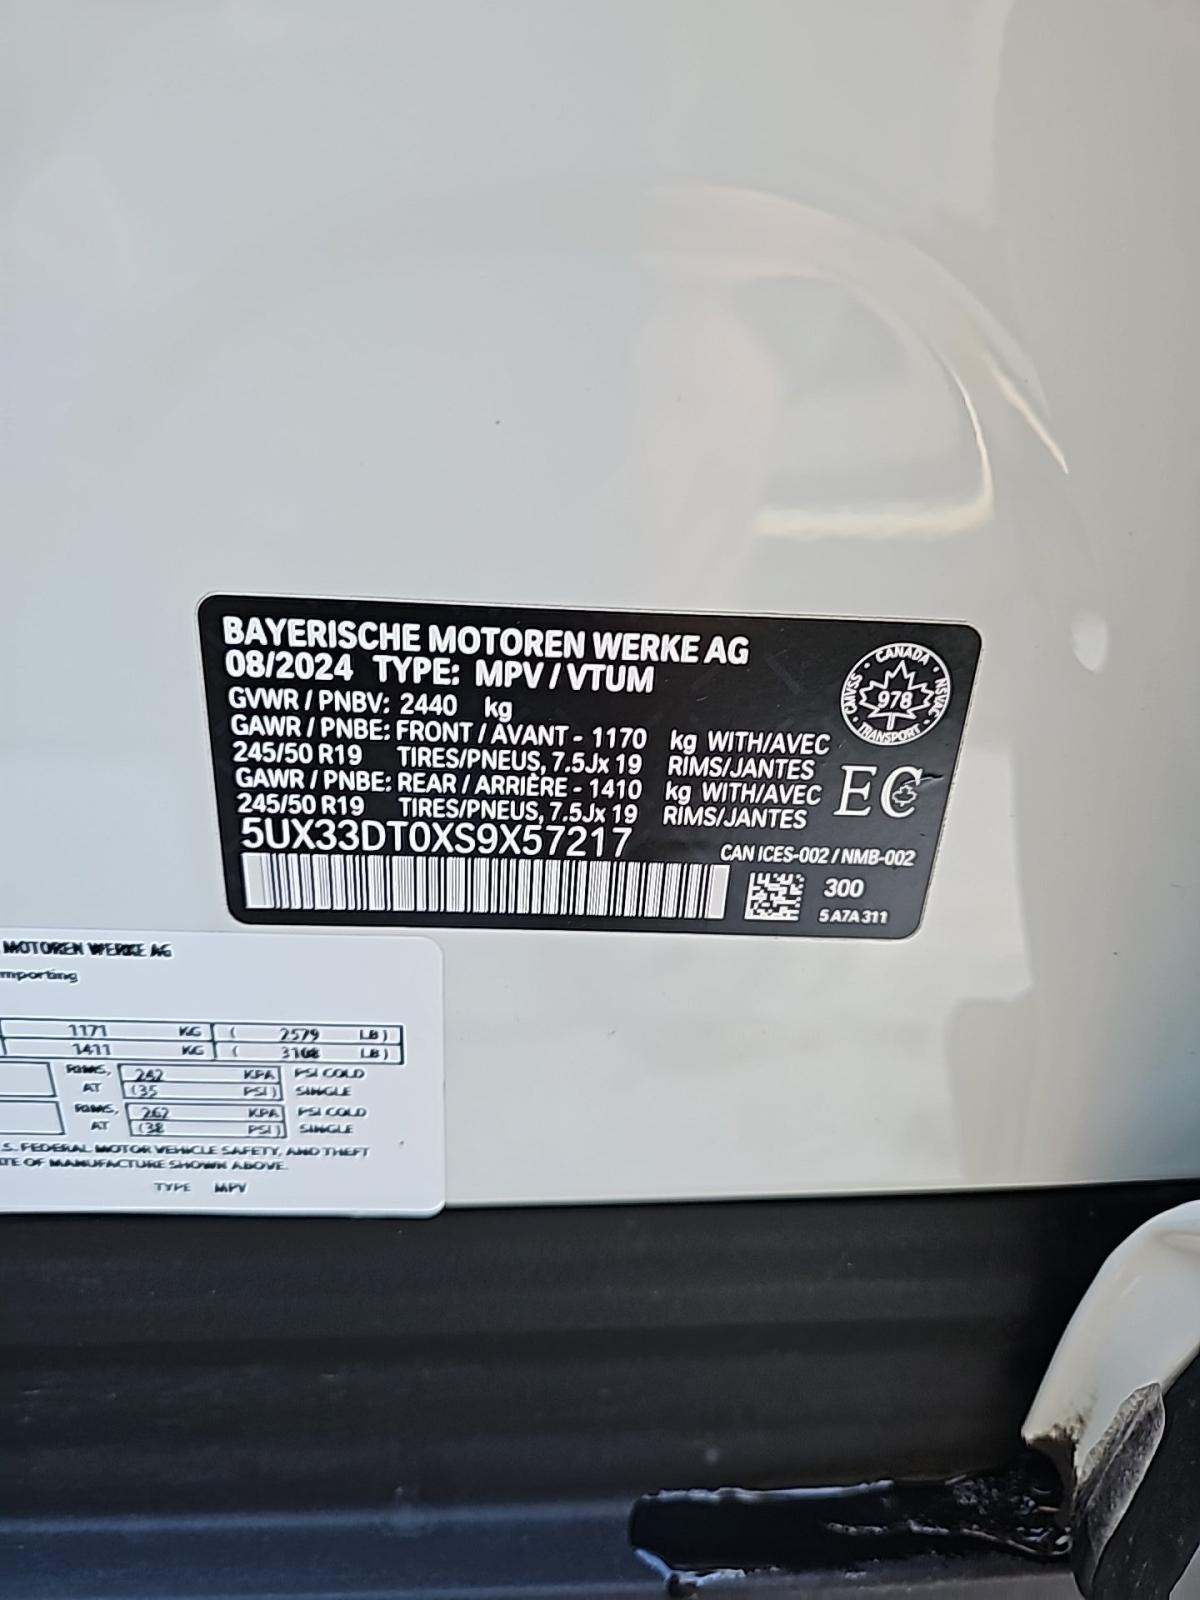 BAYERISCHE MOTOREN WERKE AG
08/2024 TYPE: MPV / VTUM
GVWR / PNBV: 2440 kg
GAWR / PNBE: FRONT / AVANT - 1170 kg WITH/AVEC
245/50 R19 TIRES/PNEUS, 7.5Jx 19 RIMS/JANTES
GAWR / PNBE: REAR / ARRIÈRE - 1410 kg WITH/AVEC
245/50 R19 TIRES/PNEUS, 7.5Jx 19 RIMS/JANTES
5UX33DT0XS9X57217
CAN ICES-002 / NMB-002
300
5 A7A 311
CANADA
CMVSS 978 NSVAC
TRANSPORT
EC
MOTOREN WERKE AG
mporting
1171 KG ( 2579 LB )
1411 KG ( 3108 LB )
RIMS, 242 KPA PSI COLD
AT (35 PSI) SINGLE
RIMS, 262 KPA PSI COLD
AT (38 PSI) SINGLE
S. FEDERAL MOTOR VEHICLE SAFETY, AND THEFT
TE OF MANUFACTURE SHOWN ABOVE.
TYPE MPV